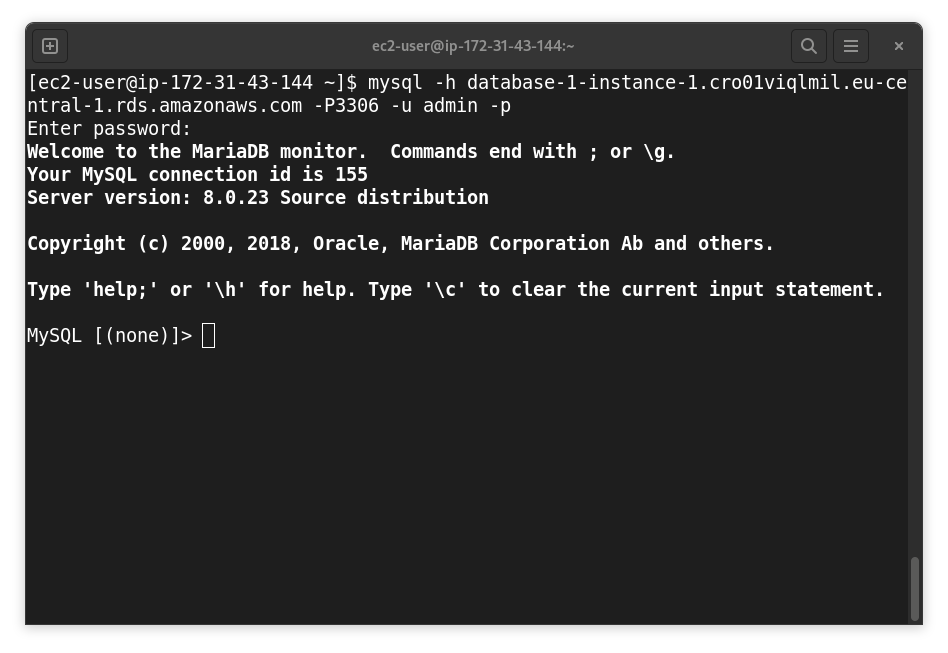 ec2-user@ip-172-31-43-144:~
[ec2-user@ip-172-31-43-144 ~]$ mysql -h database-1-instance-1.cro01viqlmil.eu-ce
ntral-1.rds.amazonaws.com -P3306 -u admin -p
Enter password:
Welcome to the MariaDB monitor.  Commands end with ; or \g.
Your MySQL connection id is 155
Server version: 8.0.23 Source distribution
Copyright (c) 2000, 2018, Oracle, MariaDB Corporation Ab and others.
Type 'help;' or '\h' for help. Type '\c' to clear the current input statement.
MySQL [(none)]>